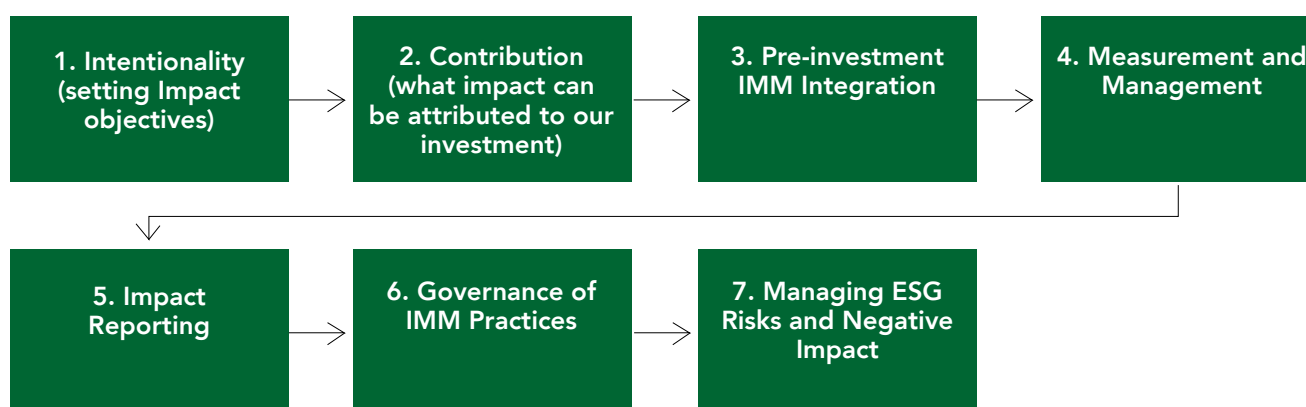 1. Intentionality
(setting Impact
objectives)
2. Contribution
(what impact can
be attributed to our
investment)
3. Pre-investment
IMM Integration
4. Measurement and
Management
5. Impact
Reporting
6. Governance of
IMM Practices
7. Managing ESG
Risks and Negative
Impact